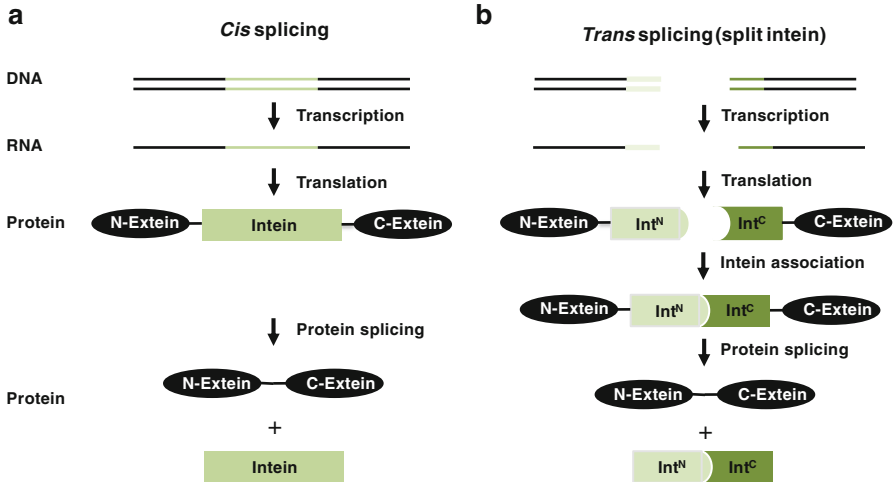 a
Cis splicing
DNA
Transcription
RNA
Translation
Protein
N-Extein
Intein
C-Extein
Protein splicing
Protein
N-Extein
C-Extein
+
Intein
b
Trans splicing (split intein)
Transcription
Translation
N-Extein
Intᴺ
Intᶜ
C-Extein
Intein association
N-Extein
Intᴺ
Intᶜ
C-Extein
Protein splicing
N-Extein
C-Extein
+
Intᴺ
Intᶜ